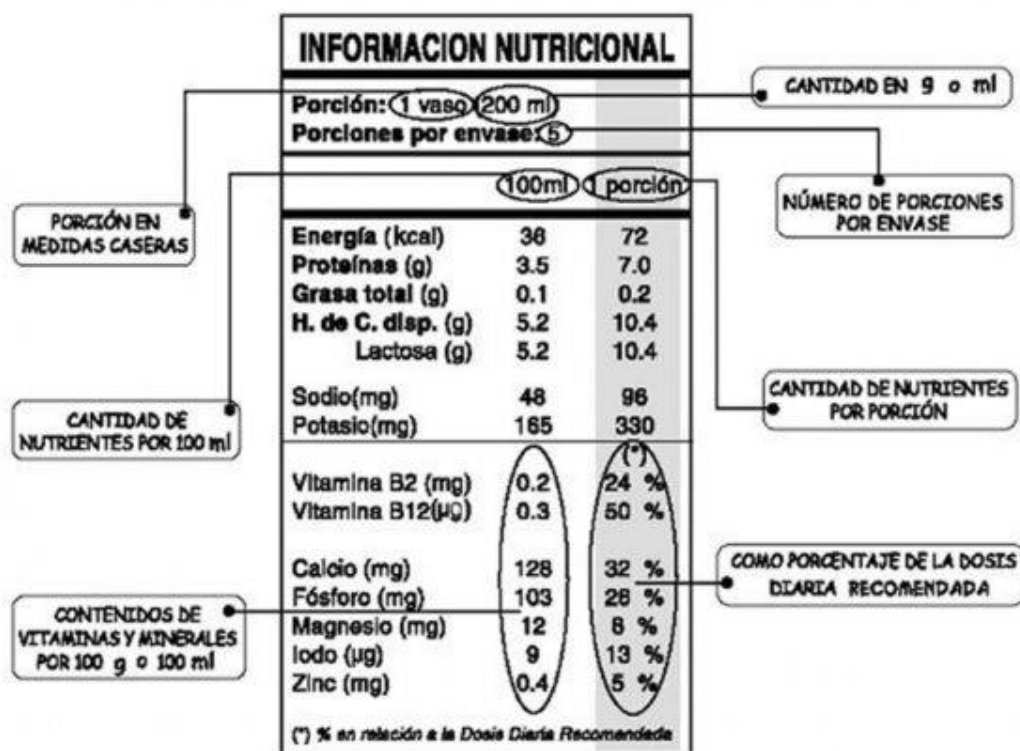 INFORMACION NUTRICIONAL
Porción: 1 vaso 200 ml
Porciones por envase: 5
CANTIDAD EN g o ml
100ml 1 porción
NÚMERO DE PORCIONES
POR ENVASE
PORCIÓN EN
MEDIDAS CASERAS
Energía (kcal) 36 72
Proteínas (g) 3.5 7.0
Grasa total (g) 0.1 0.2
H. de C. disp. (g) 5.2 10.4
Lactosa (g) 5.2 10.4
Sodio(mg) 48 96
Potasio(mg) 165 330
CANTIDAD DE
NUTRIENTES POR 100 ml
CANTIDAD DE NUTRIENTES
POR PORCIÓN
(*)
Vitamina B2 (mg) 0.2 24 %
Vitamina B12(µg) 0.3 50 %
Calcio (mg) 128 32 %
Fósforo (mg) 103 26 %
Magnesio (mg) 12 8 %
Iodo (µg) 9 13 %
Zinc (mg) 0.4 5 %
COMO PORCENTAJE DE LA DOSIS
DIARIA RECOMENDADA
CONTENIDOS DE
VITAMINAS Y MINERALES
POR 100 g o 100 ml
(*) % en relación a la Dosis Diaria Recomendada